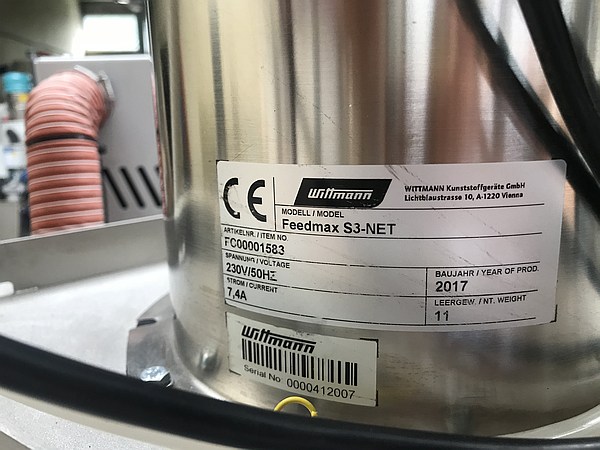 CE
Wittmann
WITTMANN Kunststoffgeräte GmbH
Lichtblaustrasse 10, A-1220 Vienna
MODELL / MODEL
Feedmax S3-NET
ARTIKELNR. / ITEM NO.
FC00001583
SPANNUNG / VOLTAGE
230V/50HZ
STROM / CURRENT
7,4A
BAUJAHR / YEAR OF PROD.
2017
LEERGEW. / NT. WEIGHT
11
Wittmann
Serial No 0000412007